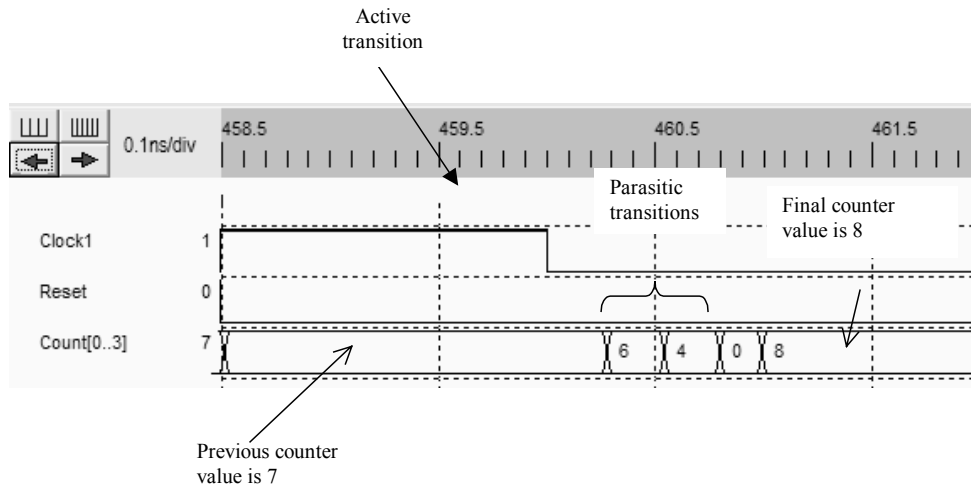 Active
transition
0.1ns/div
458.5 459.5 460.5 461.5
Parasitic
transitions
Final counter
value is 8
Clock1 1
Reset 0
Count[0..3] 7 6 4 0 8
Previous counter
value is 7